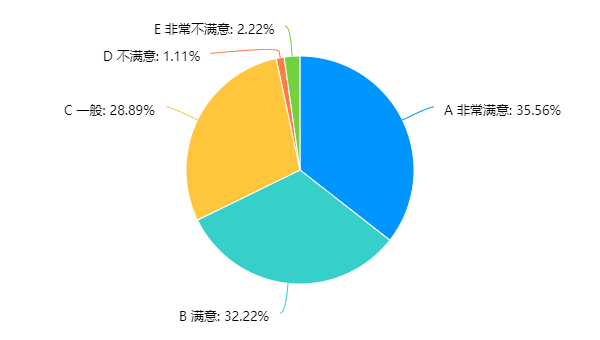 E 非常不满意: 2.22%
D 不满意: 1.11%
C 一般: 28.89%
A 非常满意: 35.56%
B 满意: 32.22%